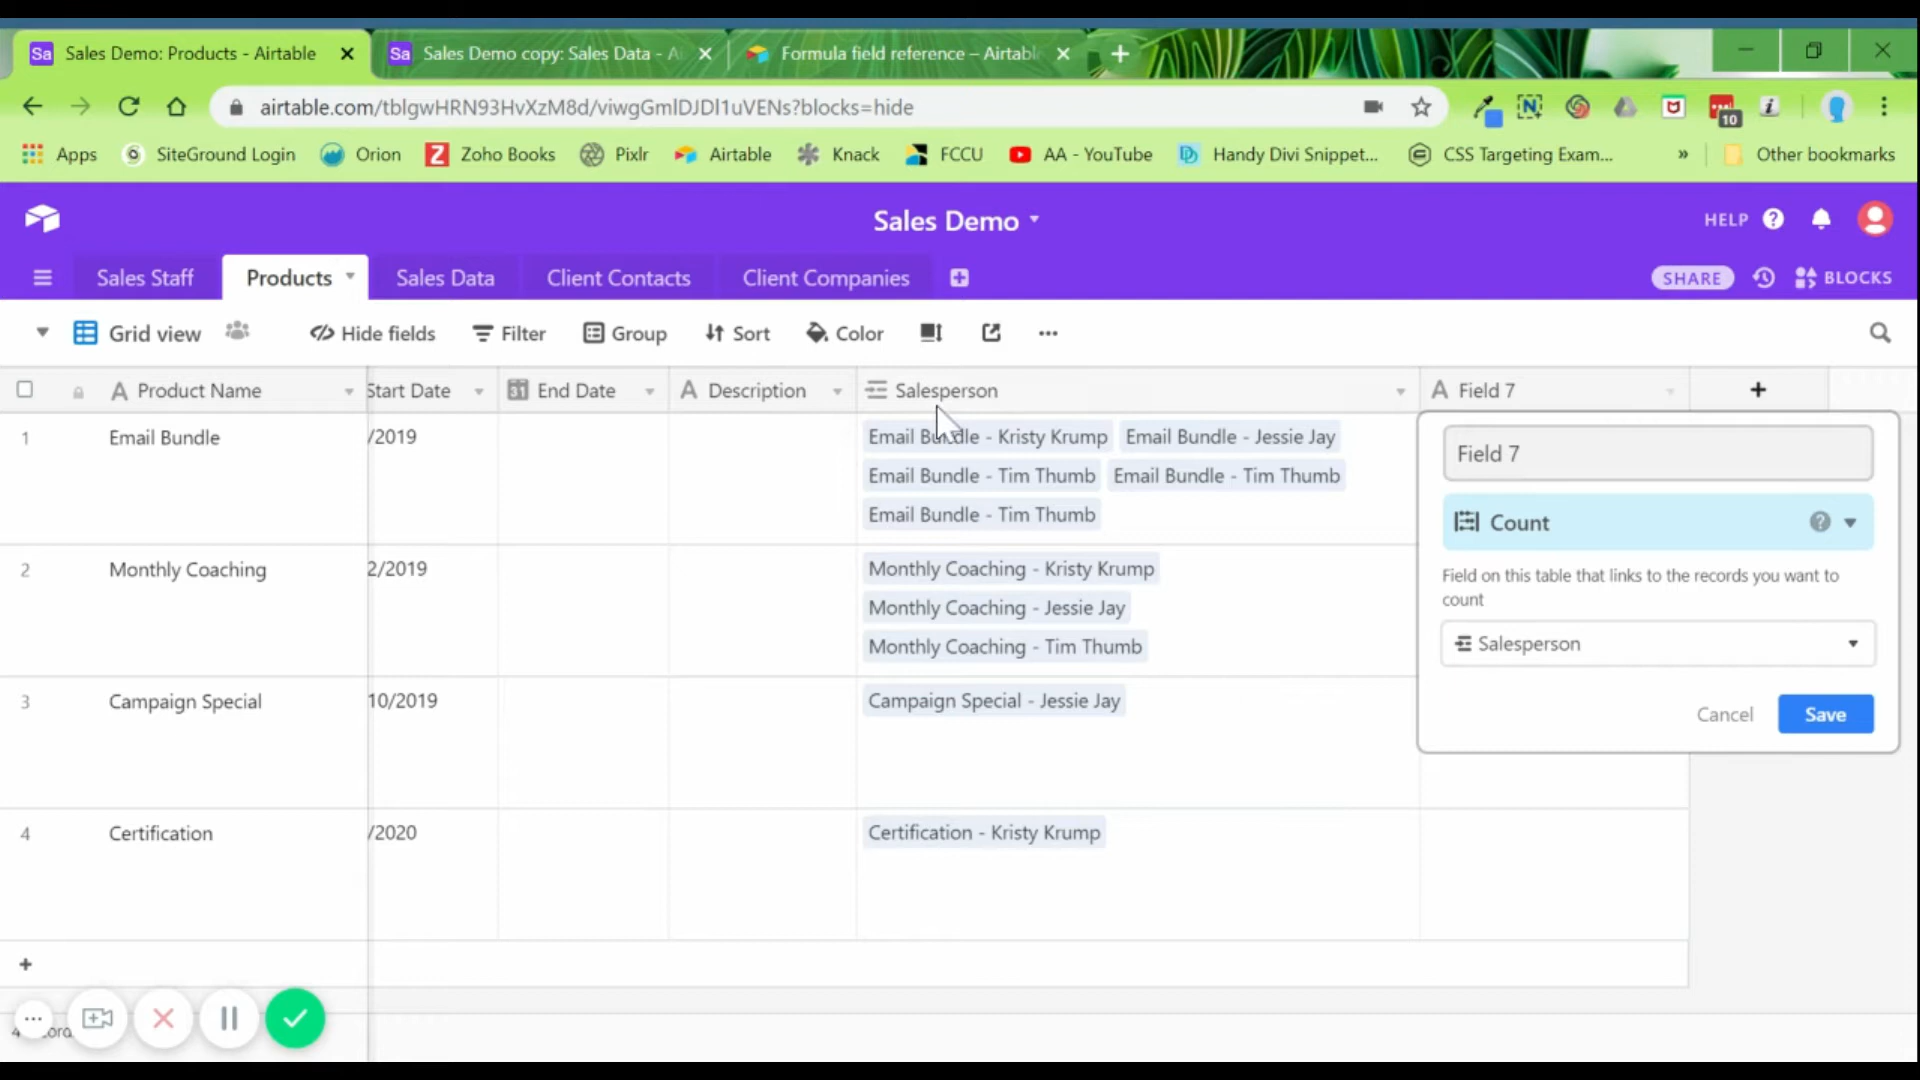 Sa Sales Demo: Products - Airtable
Sa Sales Demo copy: Sales Data - A
Formula field reference – Airtable
airtable.com/tblgwHRN93HvXzM8d/viwgGmlDJDl1uVENs?blocks=hide
10
Apps SiteGround Login Orion Zoho Books Pixlr Airtable Knack FCCU AA - YouTube Handy Divi Snippet... CSS Targeting Exam... » Other bookmarks
Sales Demo
HELP ?
Sales Staff Products Sales Data Client Contacts Client Companies
SHARE BLOCKS
Grid view Hide fields Filter Group Sort Color
Product Name Start Date 31 End Date A Description Salesperson A Field 7
1 Email Bundle /2019 Email Bundle - Kristy Krump Email Bundle - Jessie Jay
Email Bundle - Tim Thumb Email Bundle - Tim Thumb
Email Bundle - Tim Thumb
2 Monthly Coaching 2/2019 Monthly Coaching - Kristy Krump
Monthly Coaching - Jessie Jay
Monthly Coaching - Tim Thumb
3 Campaign Special 10/2019 Campaign Special - Jessie Jay
4 Certification /2020 Certification - Kristy Krump
Field 7
Count ?
Field on this table that links to the records you want to
count
Salesperson
Cancel Save